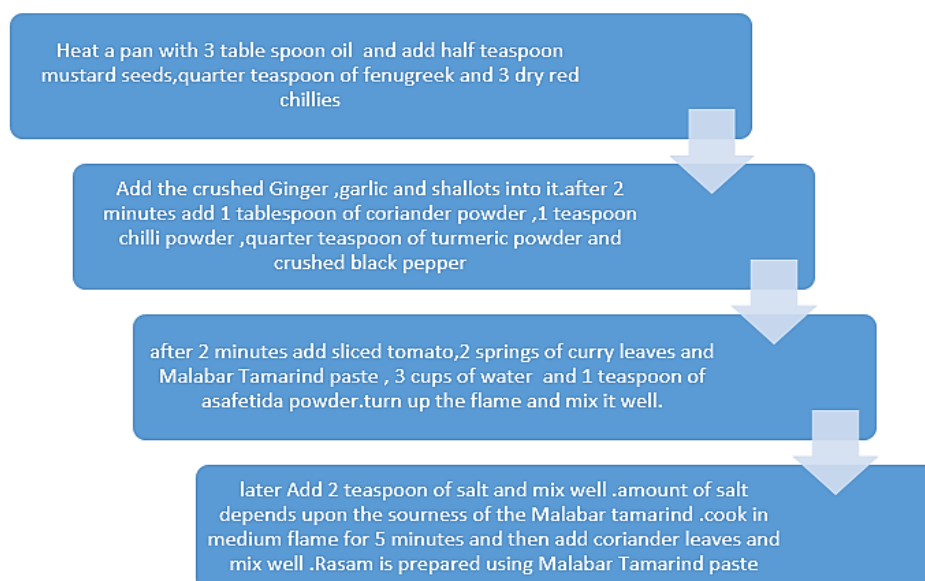 Heat a pan with 3 table spoon oil and add half teaspoon
mustard seeds,quarter teaspoon of fenugreek and 3 dry red
chillies
Add the crushed Ginger ,garlic and shallots into it.after 2
minutes add 1 tablespoon of coriander powder ,1 teaspoon
chilli powder ,quarter teaspoon of turmeric powder and
crushed black pepper
after 2 minutes add sliced tomato,2 springs of curry leaves and
Malabar Tamarind paste , 3 cups of water and 1 teaspoon of
asafetida powder.turn up the flame and mix it well.
later Add 2 teaspoon of salt and mix well .amount of salt
depends upon the sourness of the Malabar tamarind .cook in
medium flame for 5 minutes and then add coriander leaves and
mix well .Rasam is prepared using Malabar Tamarind paste